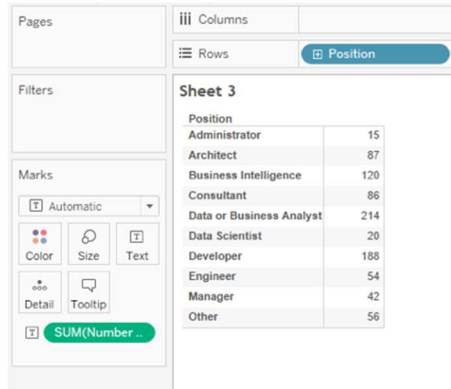 Pages
iii Columns
Rows
Position
Filters
Sheet 3
Position
Administrator 15
Architect 87
Business Intelligence 120
Consultant 86
Data or Business Analyst 214
Data Scientist 20
Developer 188
Engineer 54
Manager 42
Other 56
Marks
T Automatic
Color
Size
T
Text
Detail
Tooltip
T SUM(Number ..